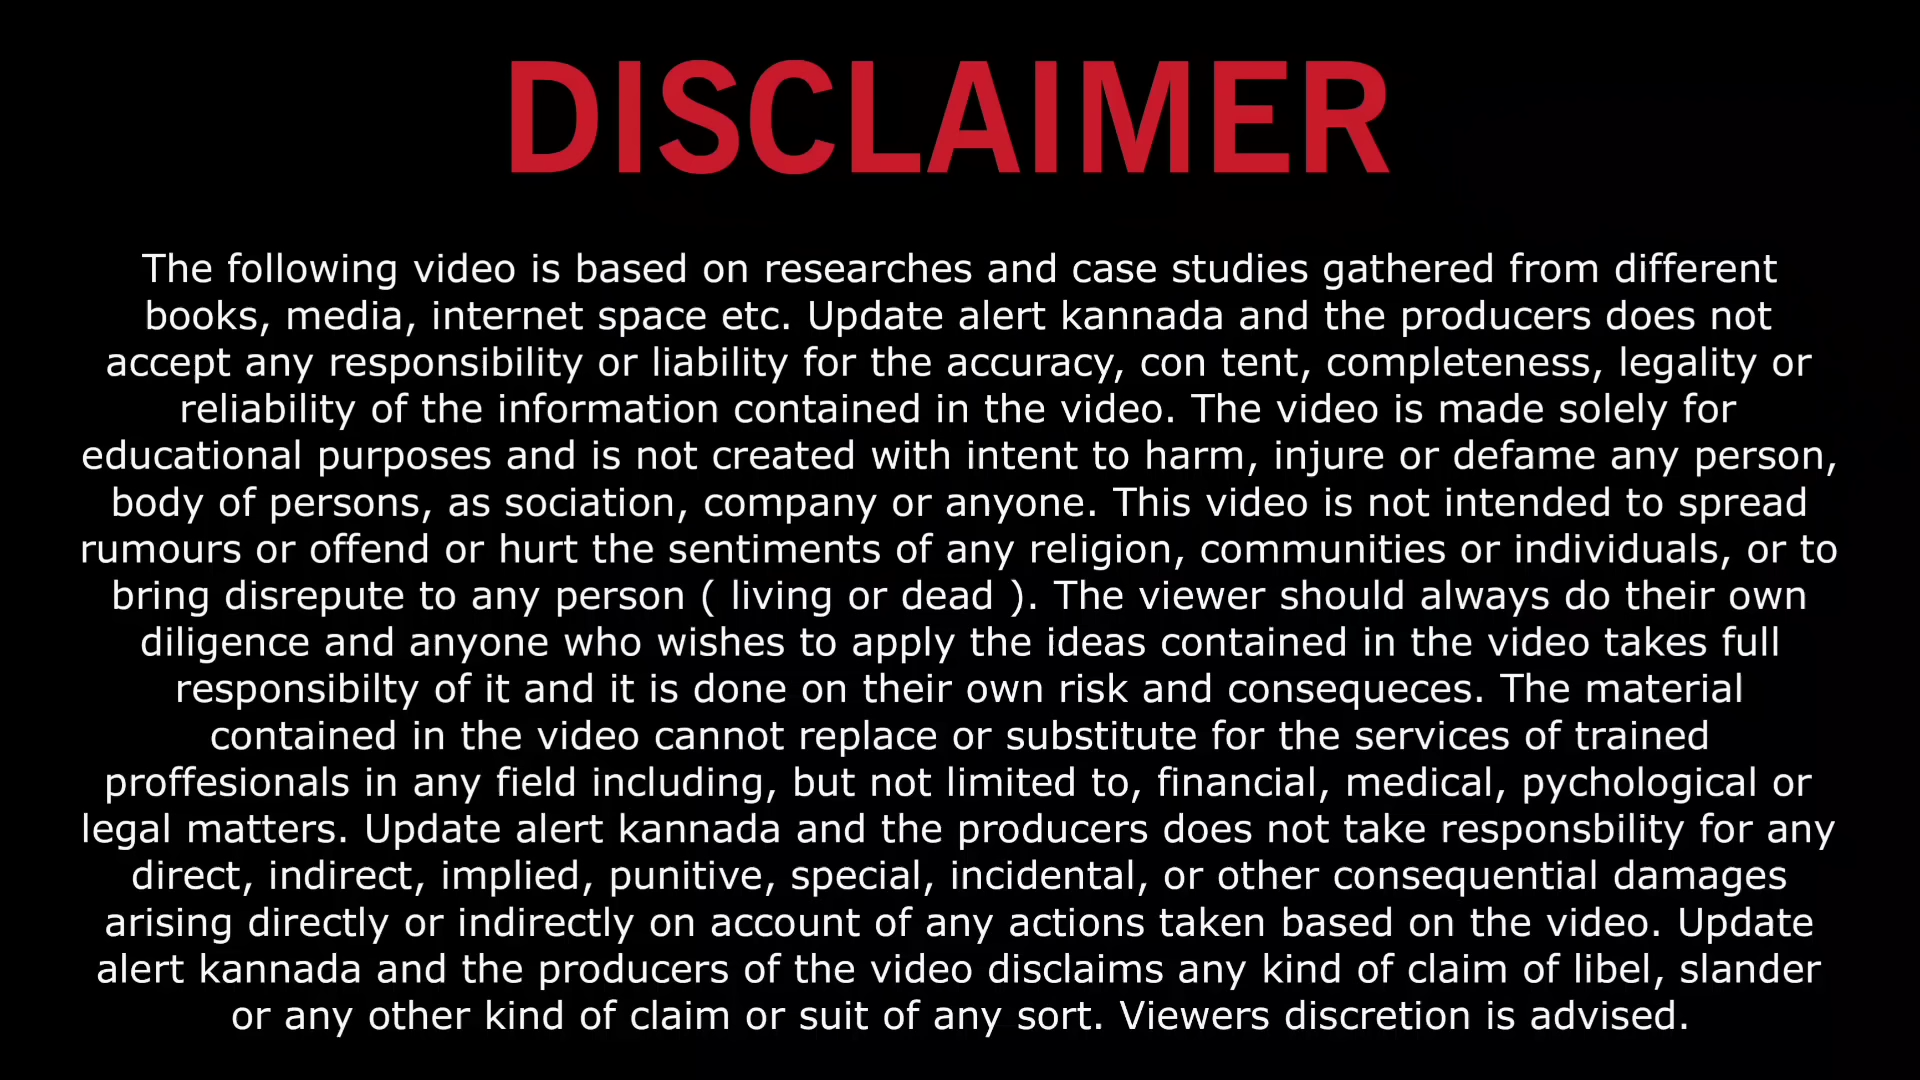 DISCLAIMER
The following video is based on researches and case studies gathered from different
books, media, internet space etc. Update alert kannada and the producers does not
accept any responsibility or liability for the accuracy, con tent, completeness, legality or
reliability of the information contained in the video. The video is made solely for
educational purposes and is not created with intent to harm, injure or defame any person,
body of persons, as sociation, company or anyone. This video is not intended to spread
rumours or offend or hurt the sentiments of any religion, communities or individuals, or to
bring disrepute to any person ( living or dead ). The viewer should always do their own
diligence and anyone who wishes to apply the ideas contained in the video takes full
responsibilty of it and it is done on their own risk and consequeces. The material
contained in the video cannot replace or substitute for the services of trained
proffesionals in any field including, but not limited to, financial, medical, pychological or
legal matters. Update alert kannada and the producers does not take responsbility for any
direct, indirect, implied, punitive, special, incidental, or other consequential damages
arising directly or indirectly on account of any actions taken based on the video. Update
alert kannada and the producers of the video disclaims any kind of claim of libel, slander
or any other kind of claim or suit of any sort. Viewers discretion is advised.